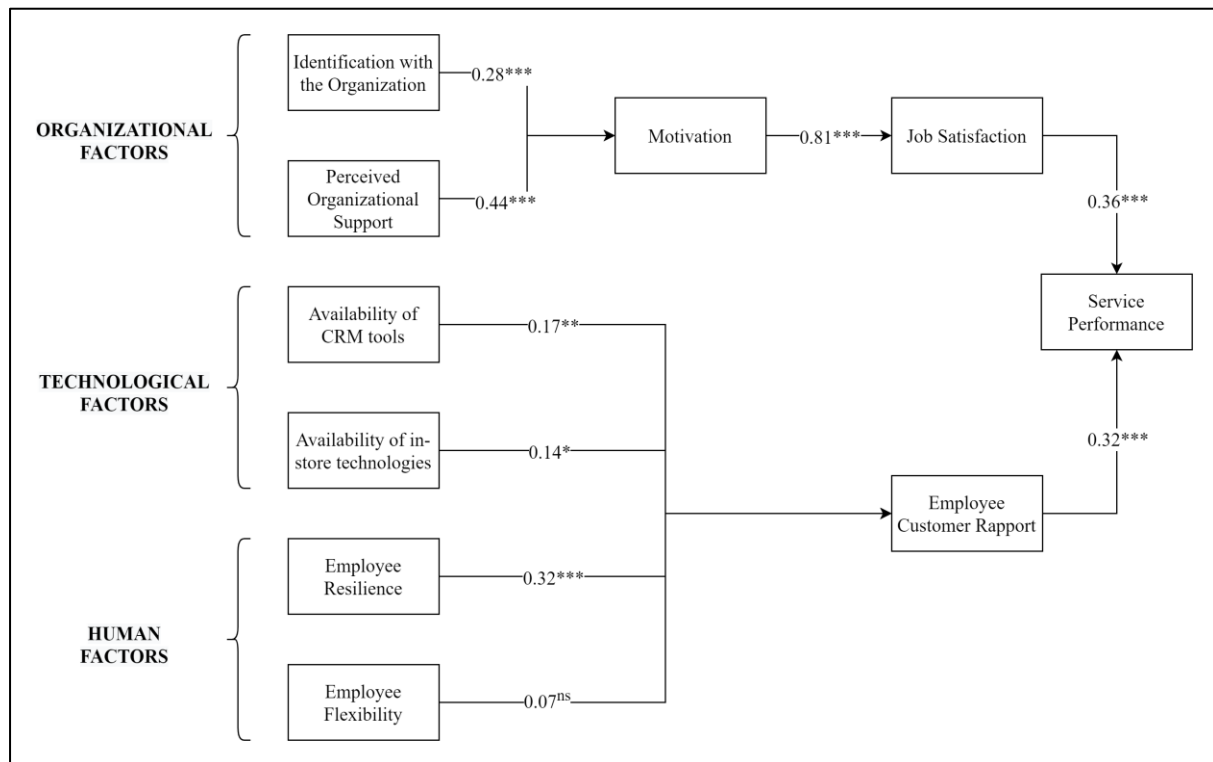 ORGANIZATIONAL
FACTORS
Identification with
the Organization
0.28***
Perceived
Organizational
Support
0.44***
Motivation
0.81***
Job Satisfaction
0.36***
Service
Performance
TECHNOLOGICAL
FACTORS
Availability of
CRM tools
0.17**
Availability of in-
store technologies
0.14*
0.32***
Employee
Customer Rapport
HUMAN
FACTORS
Employee
Resilience
0.32***
Employee
Flexibility
0.07ns